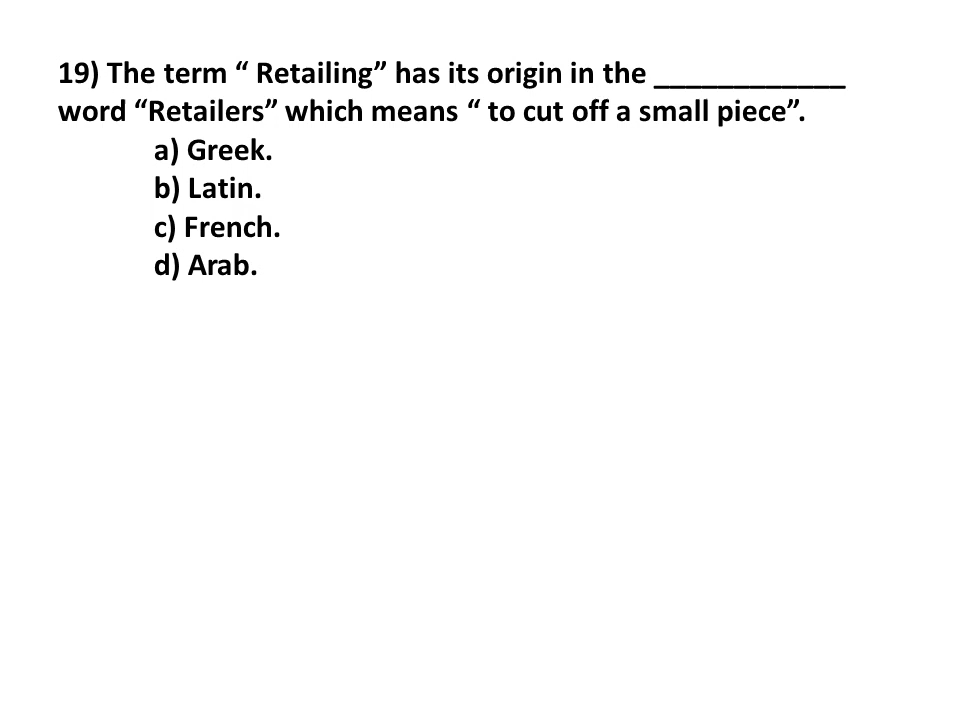 19) The term “ Retailing” has its origin in the ____________
word “Retailers” which means “ to cut off a small piece”.
a) Greek.
b) Latin.
c) French.
d) Arab.